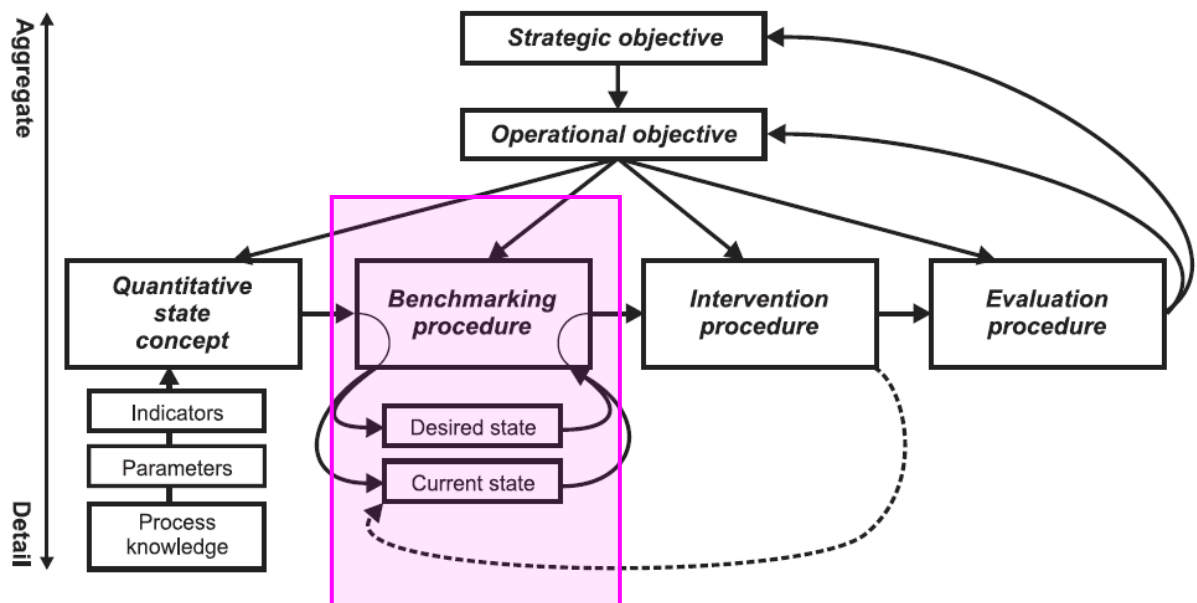 Aggregate
Strategic objective
Operational objective
Quantitative
state
concept
Benchmarking
procedure
Intervention
procedure
Evaluation
procedure
Indicators
Parameters
Process
knowledge
Desired state
Current state
Detail